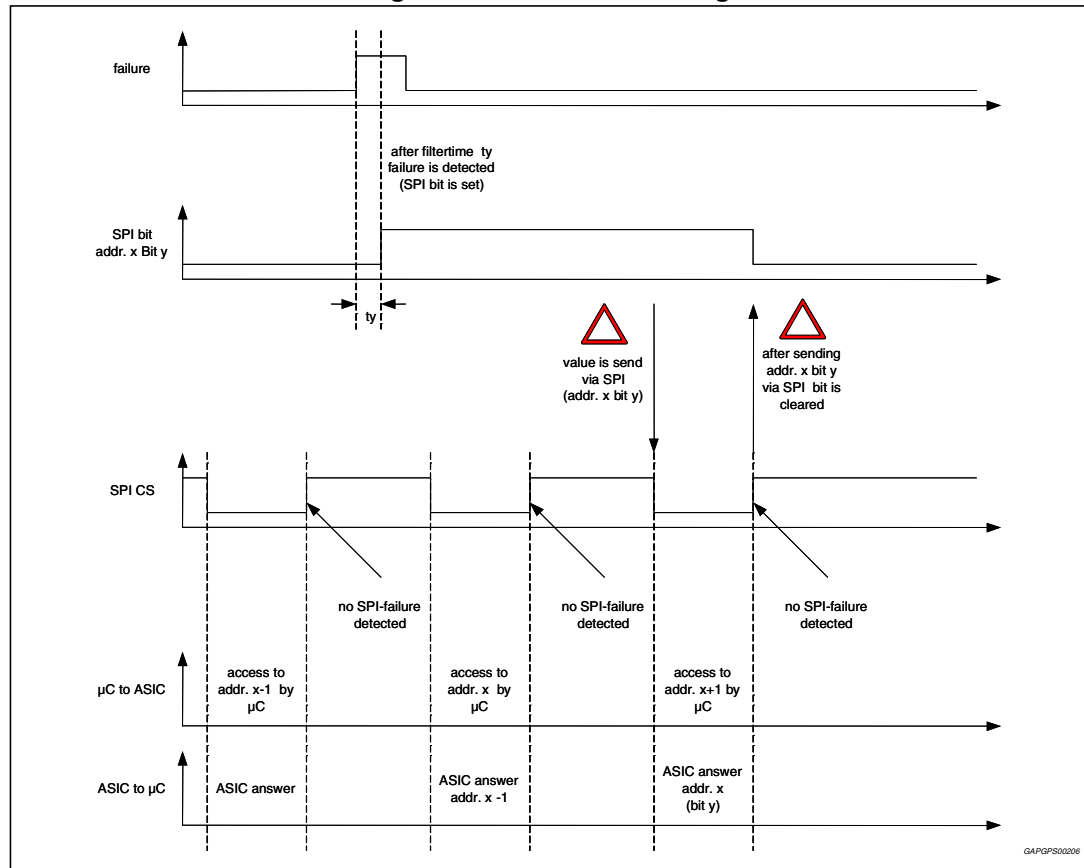 failure
after filtertime ty
failure is detected
(SPI bit is set)
SPI bit
addr. x Bit y
ty
value is send
via SPI
(addr. x bit y)
after sending
addr. x bit y
via SPI bit is
cleared
SPI CS
no SPI-failure
detected
no SPI-failure
detected
no SPI-failure
detected
µC to ASIC
access to
addr. x-1 by
µC
access to
addr. x by
µC
access to
addr. x+1 by
µC
ASIC to µC
ASIC answer
ASIC answer
addr. x -1
ASIC answer
addr. x
(bit y)
GAPGPS00206